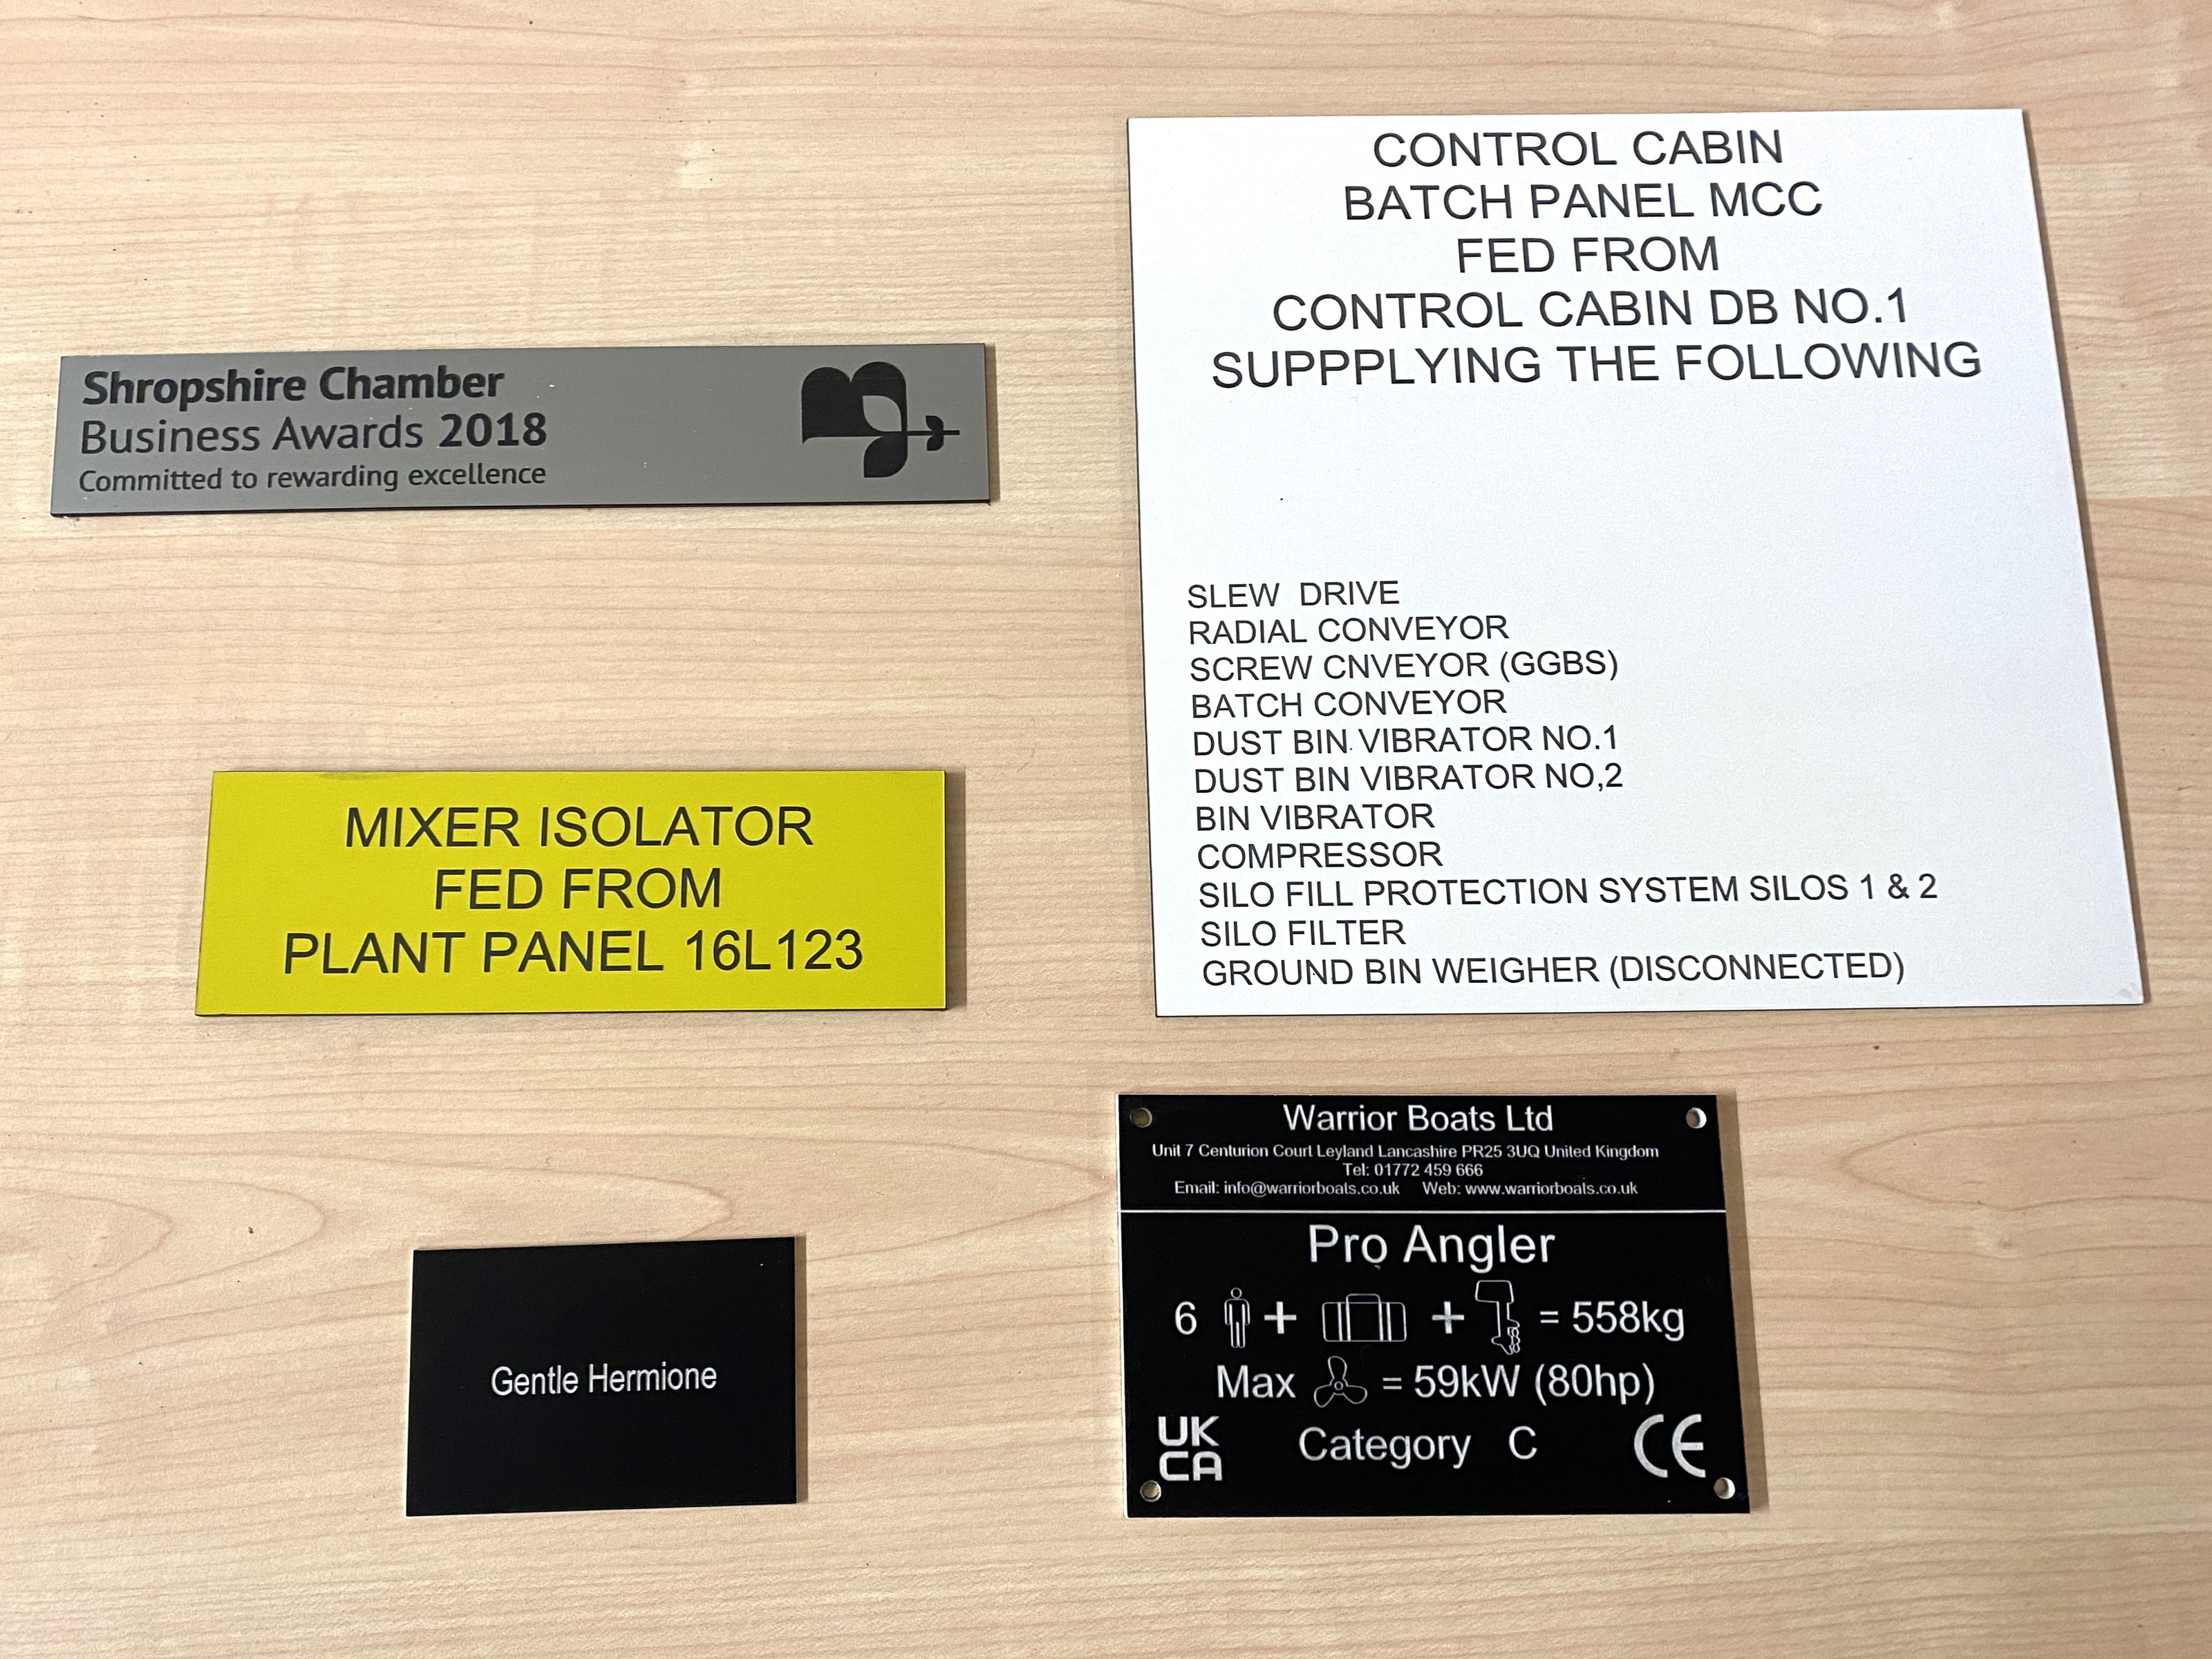 Shropshire Chamber
Business Awards 2018
Committed to rewarding excellence
CONTROL CABIN
BATCH PANEL MCC
FED FROM
CONTROL CABIN DB NO.1
SUPPPLYING THE FOLLOWING
SLEW DRIVE
RADIAL CONVEYOR
SCREW CNVEYOR (GGBS)
BATCH CONVEYOR
DUST BIN VIBRATOR NO.1
DUST BIN VIBRATOR NO,2
BIN VIBRATOR
COMPRESSOR
SILO FILL PROTECTION SYSTEM SILOS 1 & 2
SILO FILTER
GROUND BIN WEIGHER (DISCONNECTED)
MIXER ISOLATOR
FED FROM
PLANT PANEL 16L123
Gentle Hermione
Warrior Boats Ltd
Unit 7 Centurion Court Leyland Lancashire PR25 3UQ United Kingdom
Tel: 01772 459 666
Email: info@warriorboats.co.uk Web: www.warriorboats.co.uk
Pro Angler
6 + + = 558kg
Max = 59kW (80hp)
UK
CA
Category C
CE